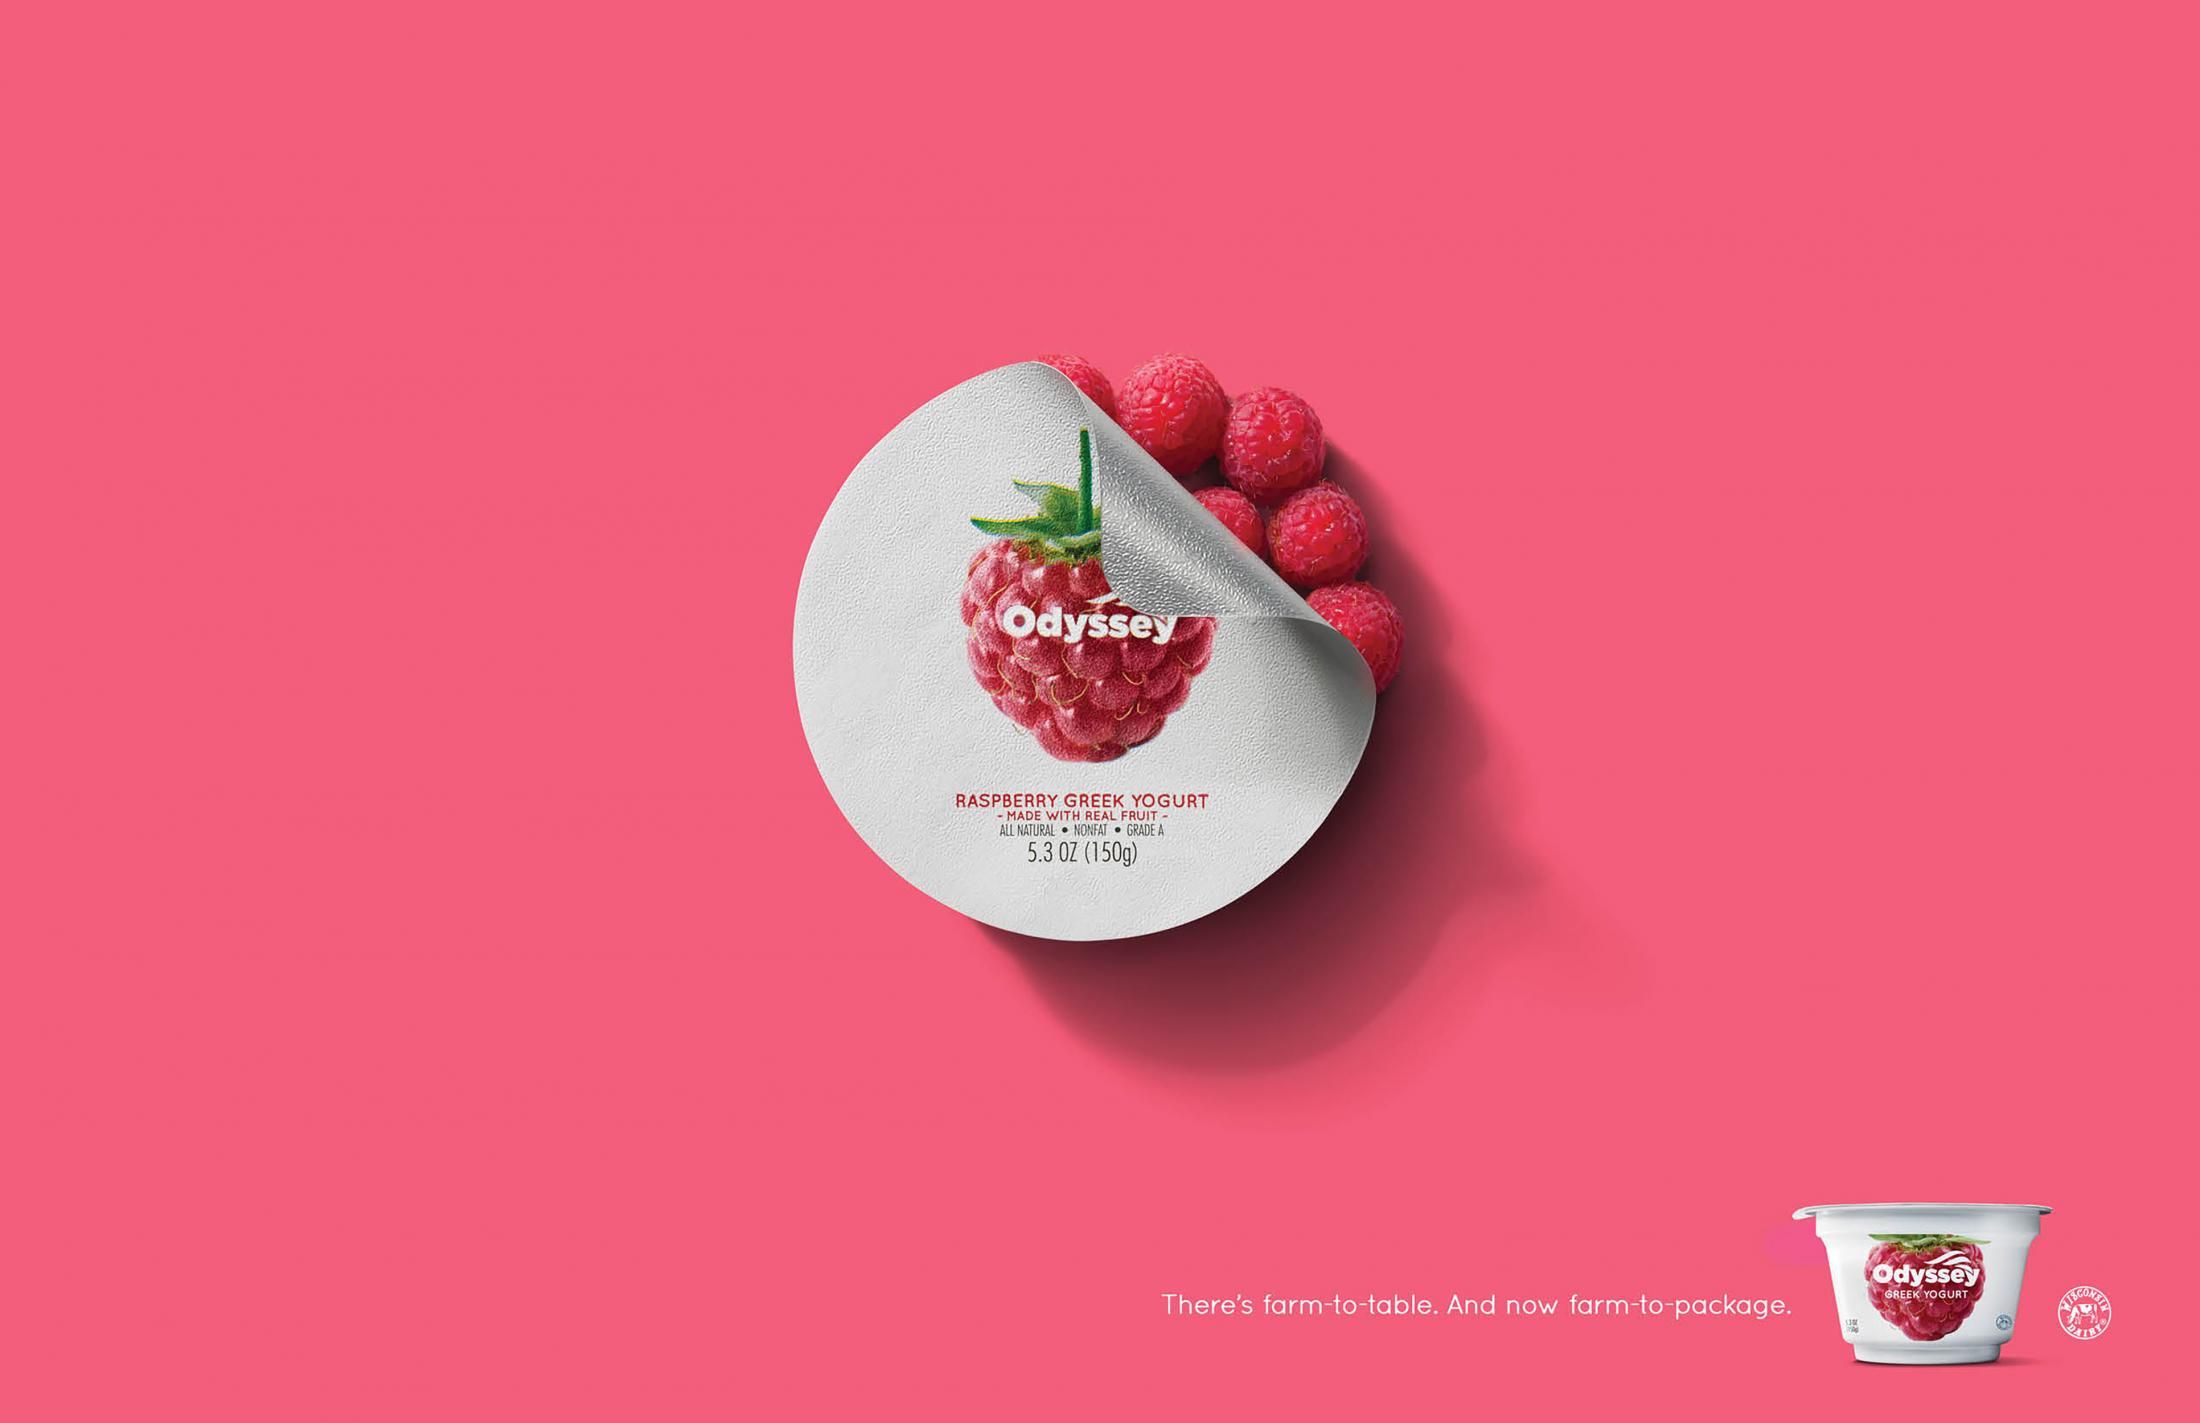 Odyssey
RASPBERRY GREEK YOGURT
- MADE WITH REAL FRUIT -
ALL NATURAL • NONFAT • GRADE A
5.3 OZ (150g)
There's farm-to-table. And now farm-to-package.
Odyssey
GREEK YOGURT
WISCONSIN
DAIRY